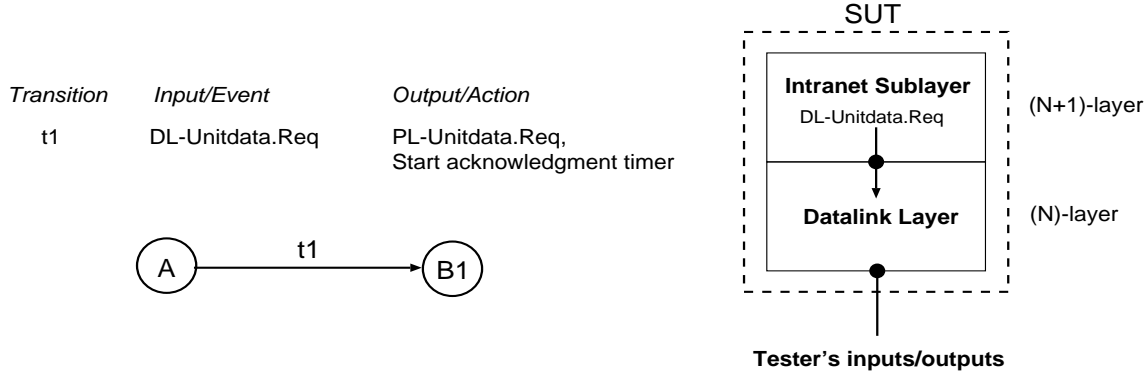 Transition Input/Event Output/Action
t1 DL-Unitdata.Req PL-Unitdata.Req,
Start acknowledgment timer
A t1 B1
SUT
Intranet Sublayer
DL-Unitdata.Req
(N+1)-layer
Datalink Layer
(N)-layer
Tester's inputs/outputs